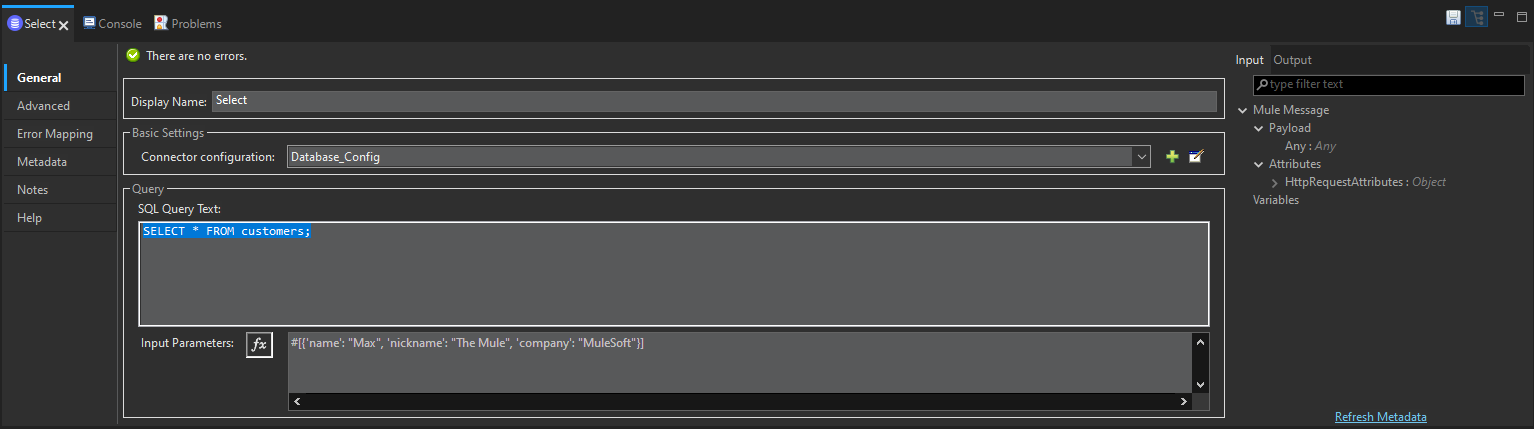 Select Console Problems
There are no errors.
General
Advanced
Error Mapping
Metadata
Notes
Help
Display Name: Select
Basic Settings
Connector configuration: Database_Config
Query
SQL Query Text:
SELECT * FROM customers;
Input Parameters: fx #[{'name': "Max", 'nickname': "The Mule", 'company': "MuleSoft"}]
Input Output
type filter text
Mule Message
Payload
Any : Any
Attributes
HttpRequestAttributes : Object
Variables
Refresh Metadata